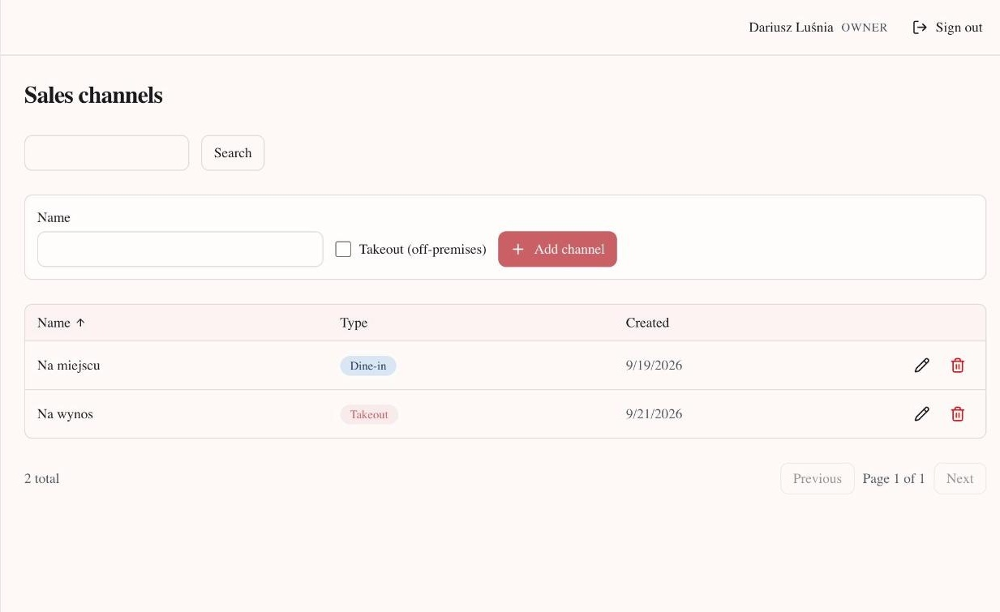 Dariusz Luśnia OWNER Sign out
Sales channels
Search
Name
Takeout (off-premises) + Add channel
Name ↑ Type Created
Na miejscu Dine-in 9/19/2026
Na wynos Takeout 9/21/2026
2 total Previous Page 1 of 1 Next